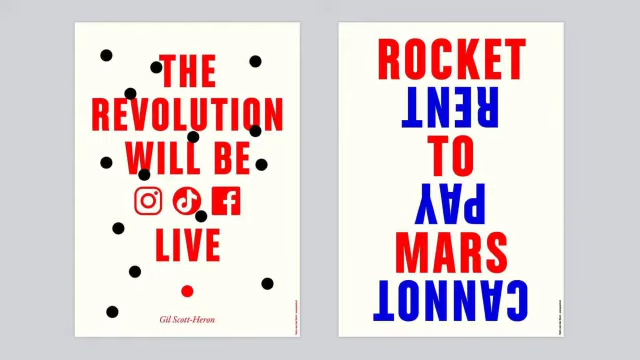 THE
REVOLUTION
WILL BE
LIVE
Gil Scott-Heron
ROCKET
RENT
TO
PAY
MARS
CANNOT